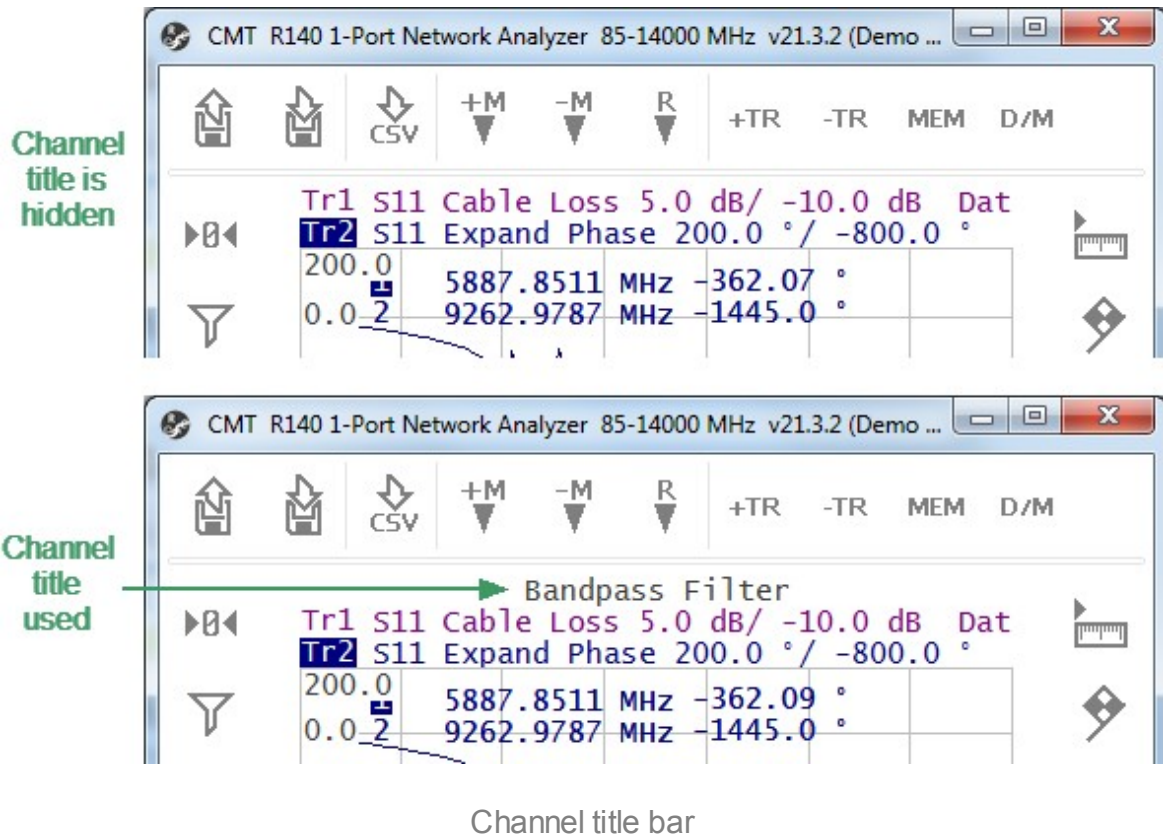 CMT R140 1-Port Network Analyzer 85-14000 MHz v21.3.2 (Demo ...
CSV +M -M R +TR -TR MEM D/M
Channel
title is
hidden
Tr1 S11 Cable Loss 5.0 dB/ -10.0 dB Dat
▶0◀ Tr2 S11 Expand Phase 200.0 °/ -800.0 °
200.0
5887.8511 MHz -362.07 °
0.0 2 9262.9787 MHz -1445.0 °
CMT R140 1-Port Network Analyzer 85-14000 MHz v21.3.2 (Demo ...
CSV +M -M R +TR -TR MEM D/M
Channel
title
used
Bandpass Filter
Tr1 S11 Cable Loss 5.0 dB/ -10.0 dB Dat
▶0◀ Tr2 S11 Expand Phase 200.0 °/ -800.0 °
200.0
5887.8511 MHz -362.09 °
0.0 2 9262.9787 MHz -1445.0 °
Channel title bar